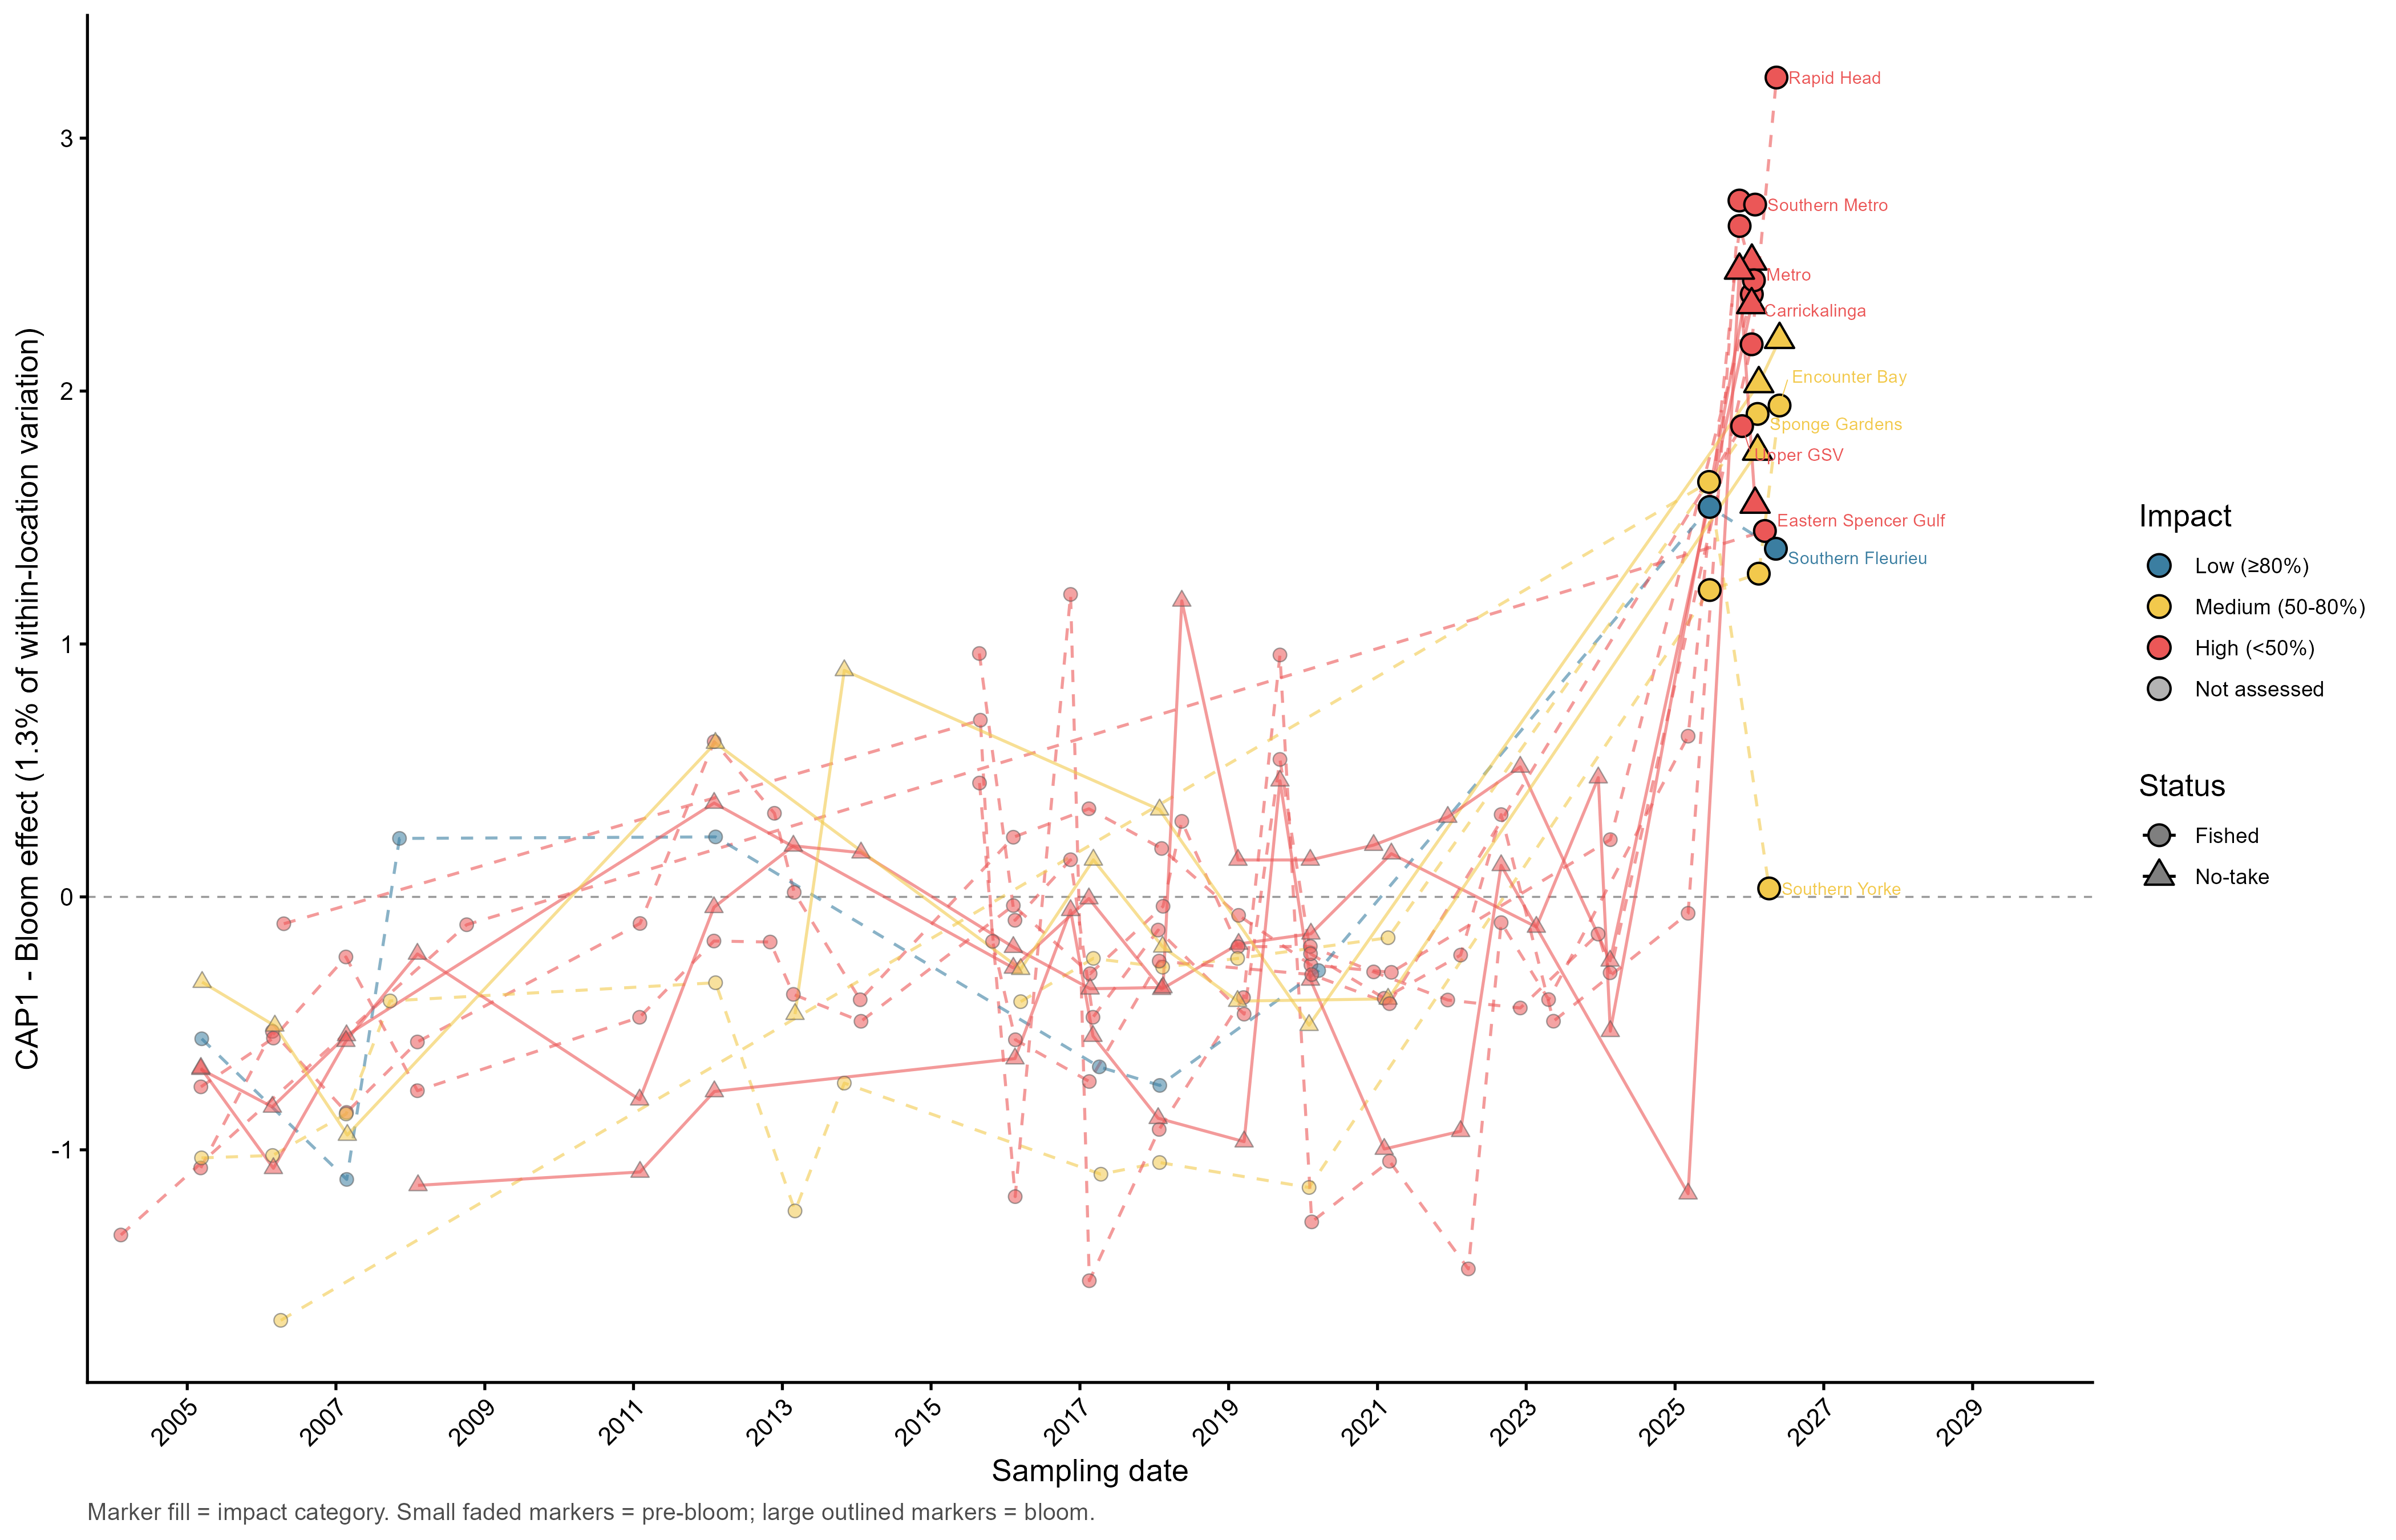 CAP1 - Bloom effect (1.3% of within-location variation)
3
2
1
0
-1
Rapid Head
Southern Metro
Metro
Carrickalinga
Encounter Bay
Sponge Gardens
Upper GSV
Eastern Spencer Gulf
Southern Fleurieu
Southern Yorke
Impact
Low (≥80%)
Medium (50-80%)
High (<50%)
Not assessed
Status
Fished
No-take
2005
2007
2009
2011
2013
2015
2017
2019
2021
2023
2025
2027
2029
Sampling date
Marker fill = impact category. Small faded markers = pre-bloom; large outlined markers = bloom.